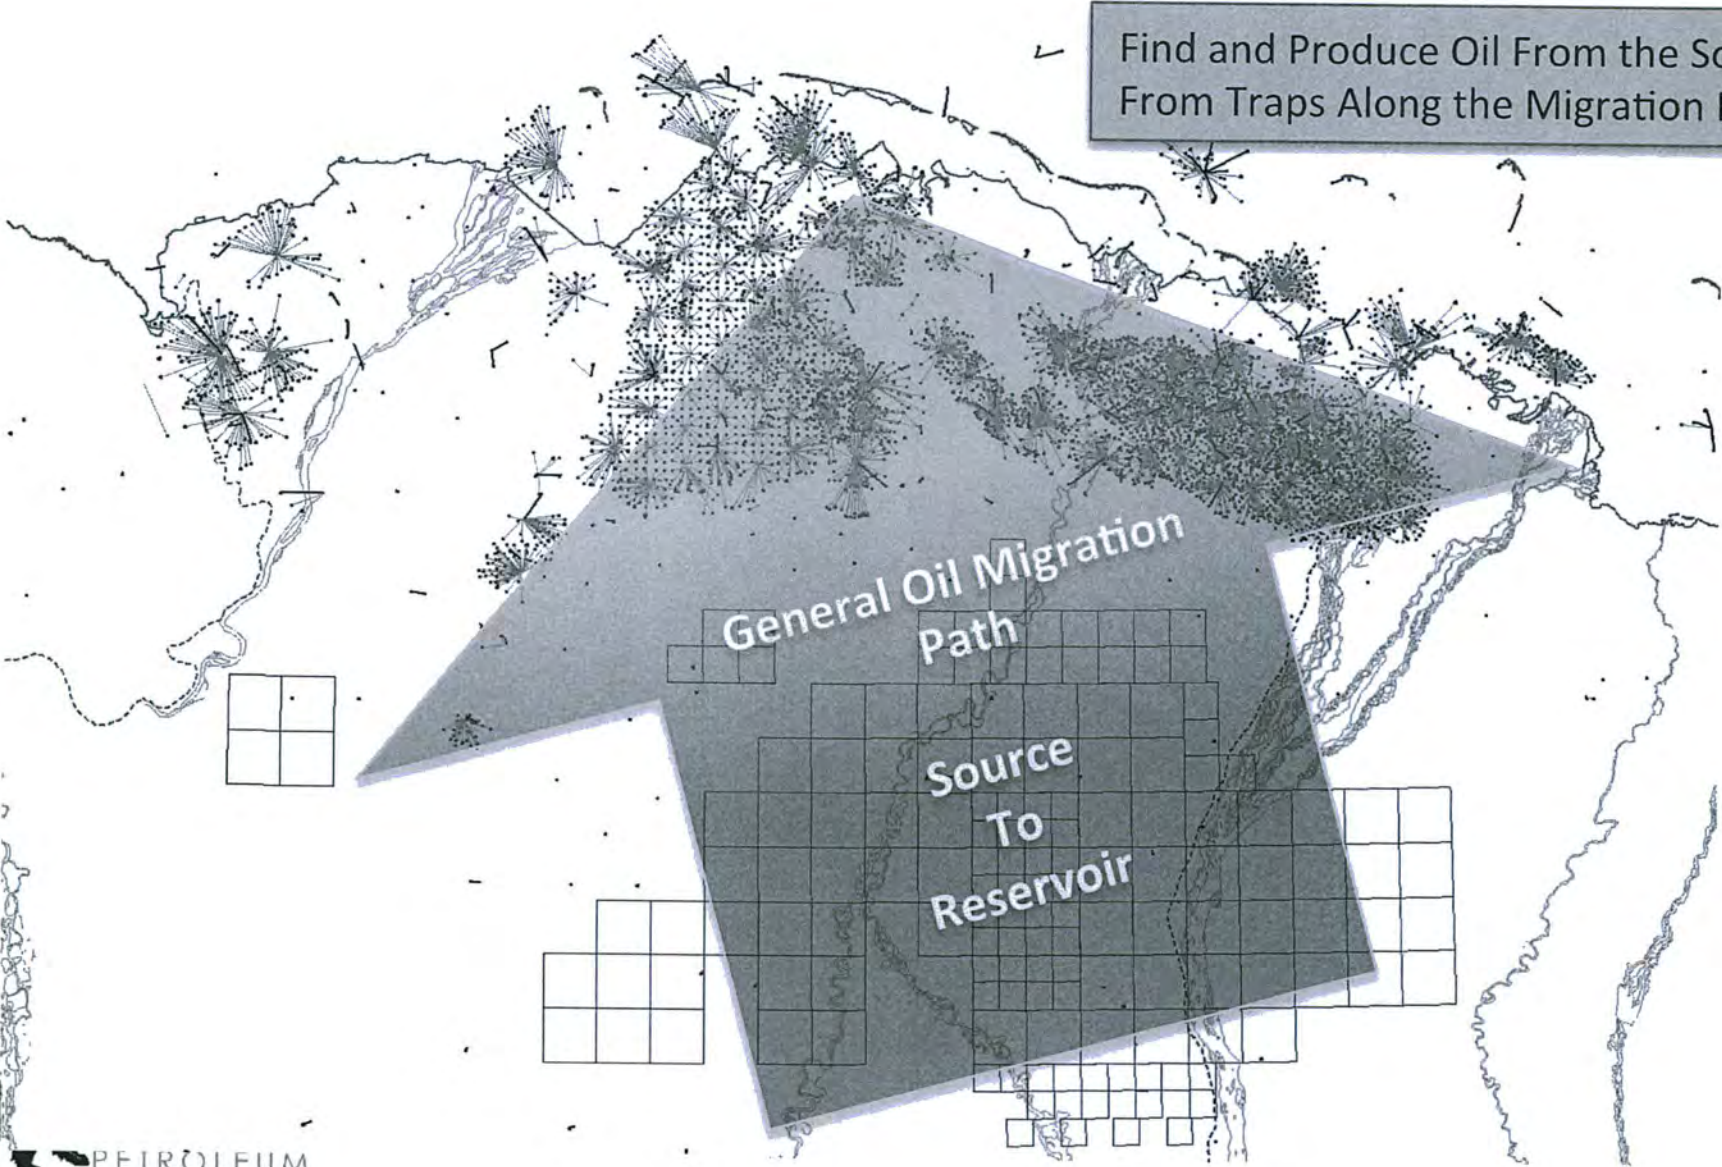 Find and Produce Oil From the
From Traps Along the Migration
General Oil Migration
Path
Source
To
Reservoir
PETROLEUM